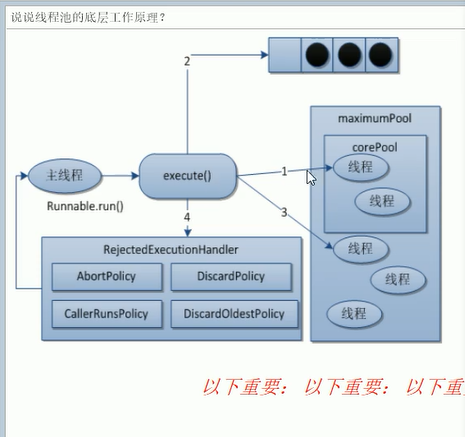 说说线程池的底层工作原理？
2
maximumPool
corePool
主线程
execute()
1
线程
Runnable.run()
线程
4
3
RejectedExecutionHandler
线程
AbortPolicy
DiscardPolicy
线程
CallerRunsPolicy
DiscardOldestPolicy
线程
以下重要： 以下重要： 以下重